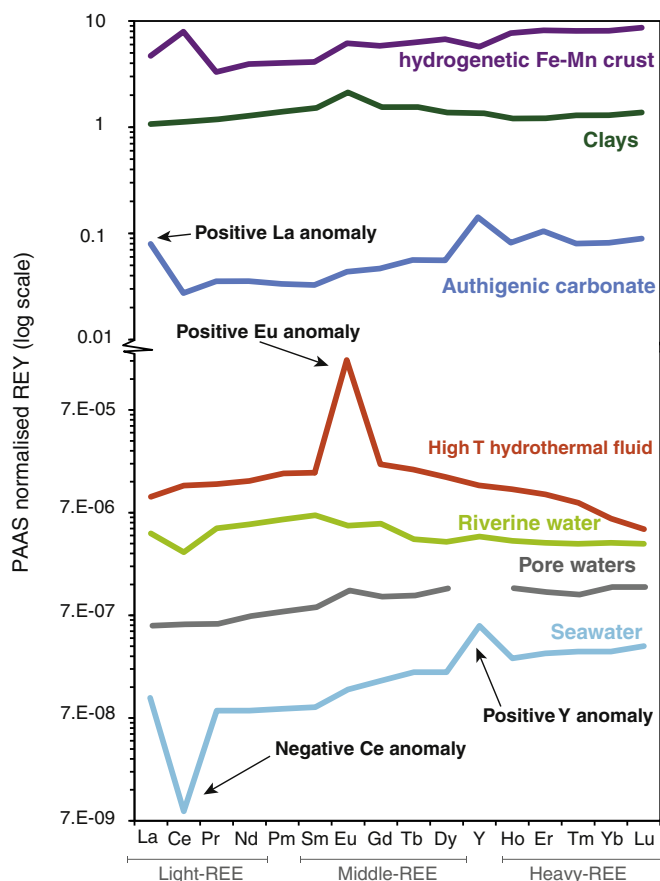 10
hydrogenetic Fe-Mn crust
1
Clays
0.1
Positive La anomaly
Authigenic carbonate
0.01
Positive Eu anomaly
PAAS normalised REY (log scale)
7.E-05
High T hydrothermal fluid
7.E-06
Riverine water
Pore waters
7.E-07
Seawater
7.E-08
Positive Y anomaly
Negative Ce anomaly
7.E-09
La Ce Pr Nd Pm Sm Eu Gd Tb Dy Y Ho Er Tm Yb Lu
Light-REE Middle-REE Heavy-REE